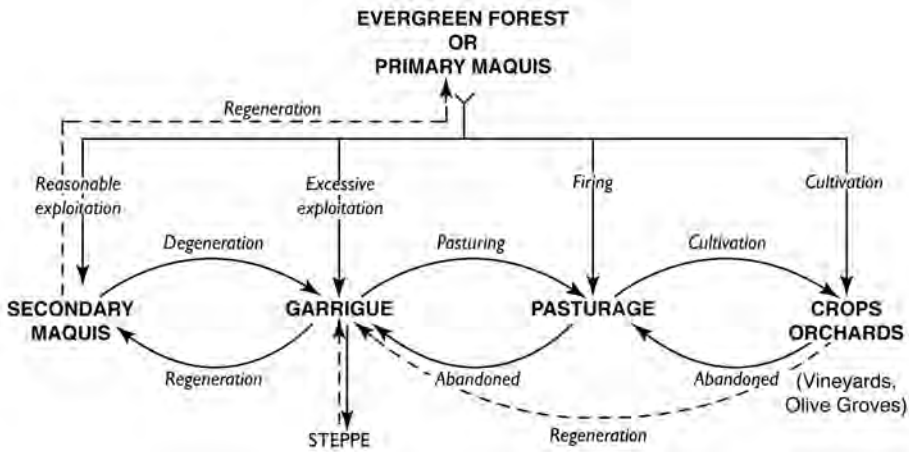 EVERGREEN FOREST
OR
PRIMARY MAQUIS
Regeneration
Reasonable
exploitation
Excessive
exploitation
Firing
Cultivation
Degeneration
Pasturing
Cultivation
SECONDARY
MAQUIS
GARRIGUE
PASTURAGE
CROPS
ORCHARDS
(Vineyards,
Olive Groves)
Regeneration
Abandoned
Abandoned
Regeneration
STEPPE